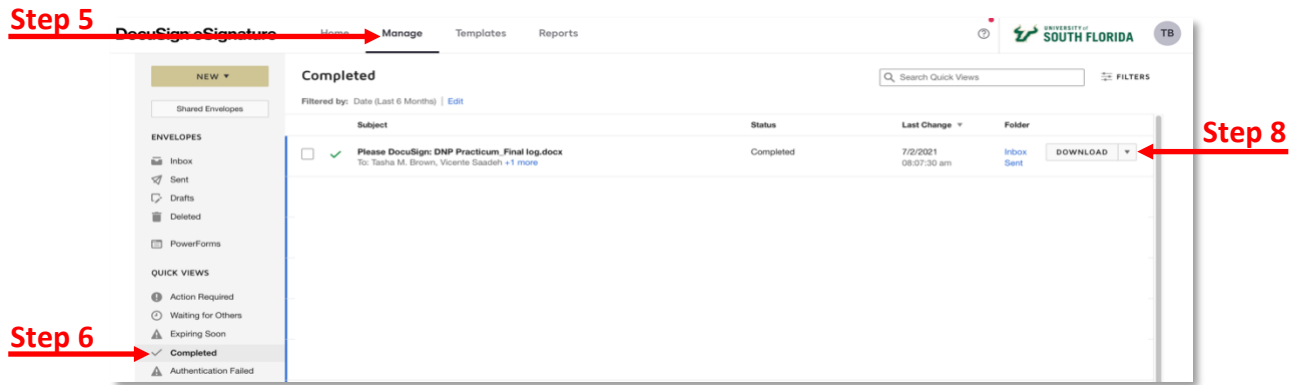 Step 5
DocuSign eSignature Home Manage Templates Reports UNIVERSITY of SOUTH FLORIDA TB
NEW
Completed
Search Quick Views
FILTERS
Shared Envelopes
Filtered by: Date (Last 6 Months) | Edit
Subject Status Last Change Folder
Step 8
ENVELOPES
Inbox
Please DocuSign: DNP Practicum_Final log.docx Completed 7/2/2021 Inbox DOWNLOAD
To: Tasha M. Brown, Vicente Saadeh +1 more 08:07:30 am Sent
Sent
Drafts
Deleted
PowerForms
QUICK VIEWS
Action Required
Waiting for Others
Expiring Soon
Step 6
Completed
Authentication Failed